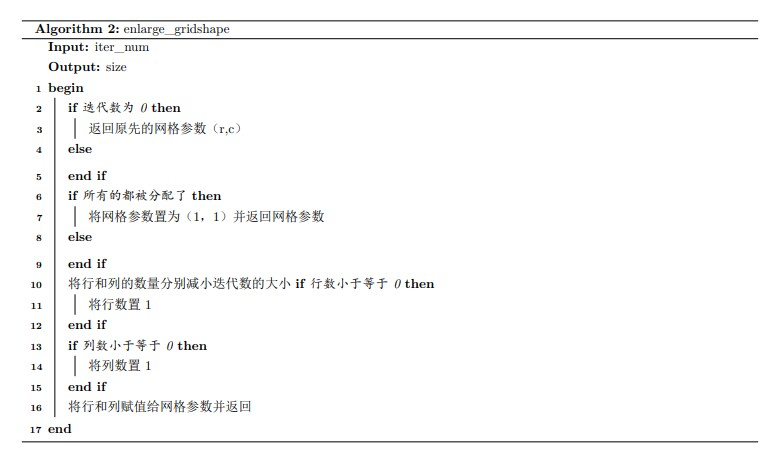 Algorithm 2: enlarge_gridshape
Input: iter_num
Output: size
1 begin
2 if 迭代数为 0 then
3 返回原先的网格参数（r,c）
4 else
5 end if
6 if 所有的都被分配了 then
7 将网格参数置为（1，1）并返回网格参数
8 else
9 end if
10 将行和列的数量分别减小迭代数的大小 if 行数小于等于 0 then
11 将行数置 1
12 end if
13 if 列数小于等于 0 then
14 将列数置 1
15 end if
16 将行和列赋值给网格参数并返回
17 end